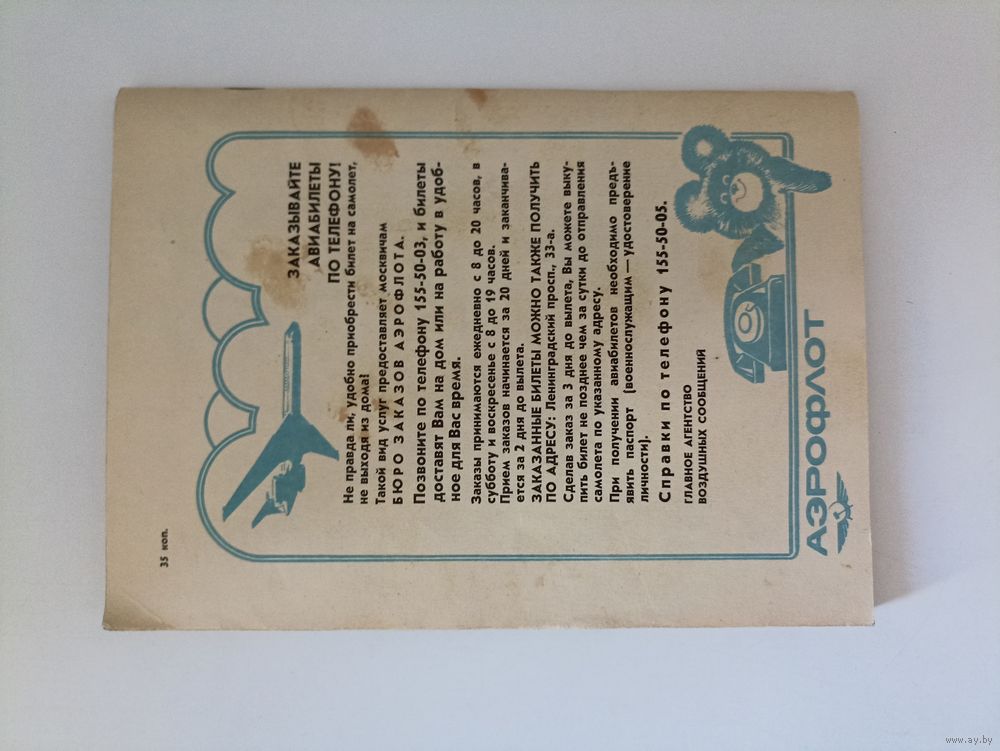 35 коп.
ЗАКАЗЫВАЙТЕ
АВИАБИЛЕТЫ
ПО ТЕЛЕФОНУ!
Не правда ли, удобно приобрести билет на самолет,
не выходя из дома!
Такой вид услуг предоставляет москвичам
БЮРО ЗАКАЗОВ АЭРОФЛОТА.
Позвоните по телефону 155-50-03, и билеты
доставят Вам на дом или на работу в удоб-
ное для Вас время.
Заказы принимаются ежедневно с 8 до 20 часов, в
субботу и воскресенье с 8 до 19 часов.
Прием заказов начинается за 20 дней и заканчива-
ется за 2 дня до вылета.
ЗАКАЗАННЫЕ БИЛЕТЫ МОЖНО ТАКЖЕ ПОЛУЧИТЬ
ПО АДРЕСУ: Ленинградский просп., 33-а.
Сделав заказ за 3 дня до вылета, Вы можете выку-
пить билет не позднее чем за сутки до отправления
самолета по указанному адресу.
При получении авиабилетов необходимо предъ-
явить паспорт (военнослужащим — удостоверение
личности).
Справки по телефону 155-50-05.
ГЛАВНОЕ АГЕНТСТВО
ВОЗДУШНЫХ СООБЩЕНИЙ
АЭРОФЛОТ
www.ay.by